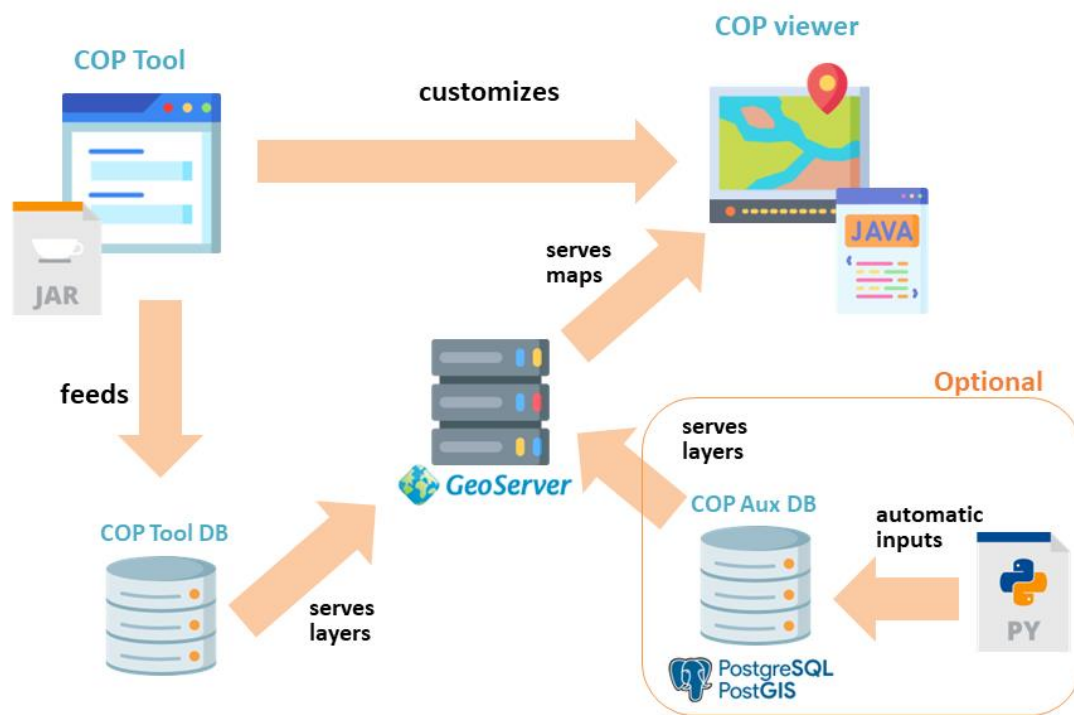 COP Tool
COP viewer
customizes
JAR
JAVA
serves
maps
feeds
Optional
GeoServer
serves
layers
COP Tool DB
COP Aux DB
automatic
inputs
serves
layers
PY
PostgreSQL
PostGIS